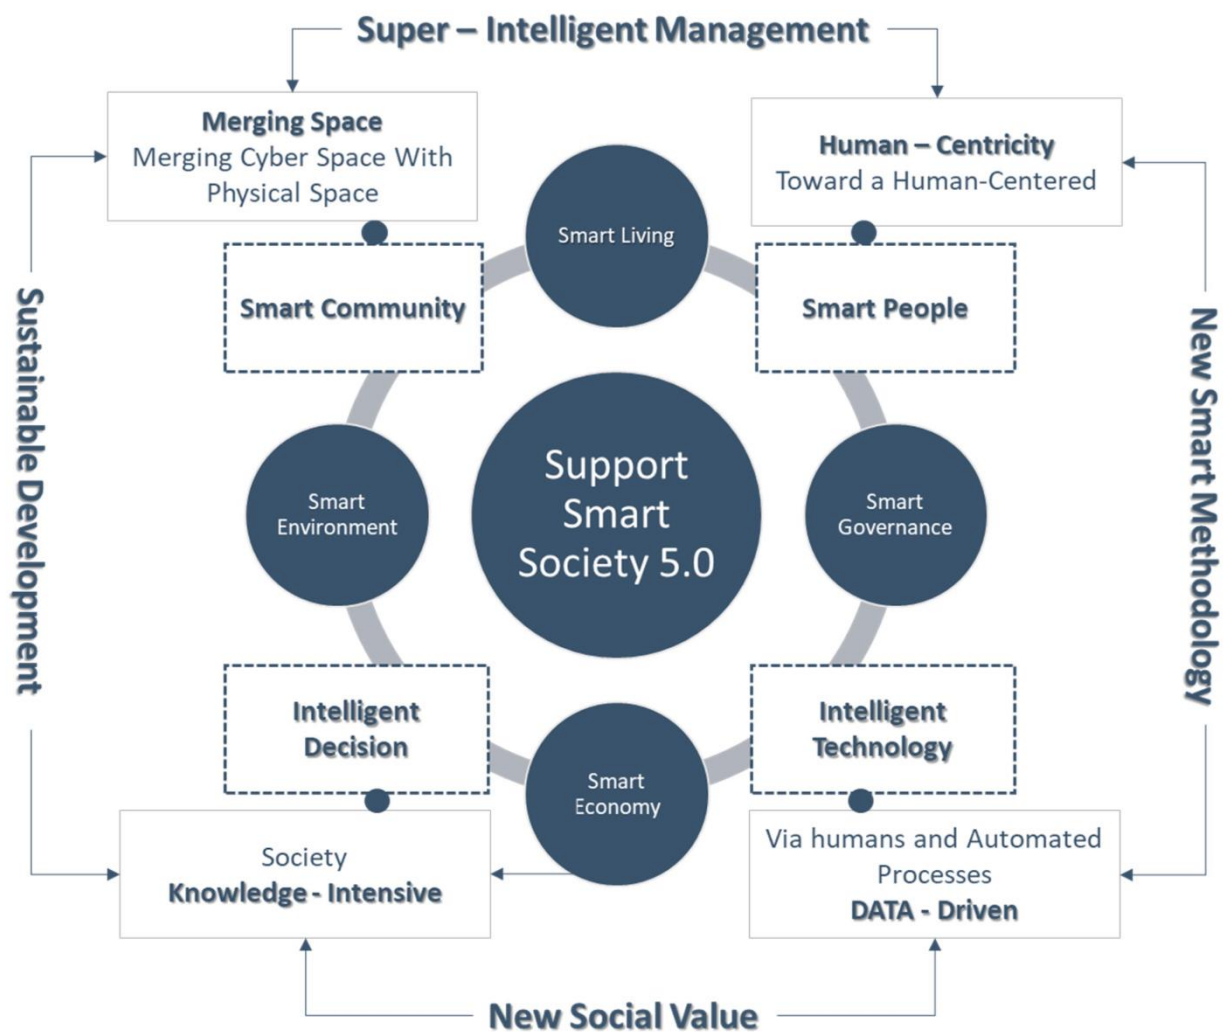 Super – Intelligent Management
Merging Space
Merging Cyber Space With
Physical Space
Human – Centricity
Toward a Human-Centered
Smart Living
Smart Community
Smart People
Sustainable Development
New Smart Methodology
Support
Smart
Society 5.0
Smart
Environment
Smart
Governance
Intelligent
Decision
Intelligent
Technology
Smart
Economy
Society
Knowledge - Intensive
Via humans and Automated
Processes
DATA - Driven
New Social Value